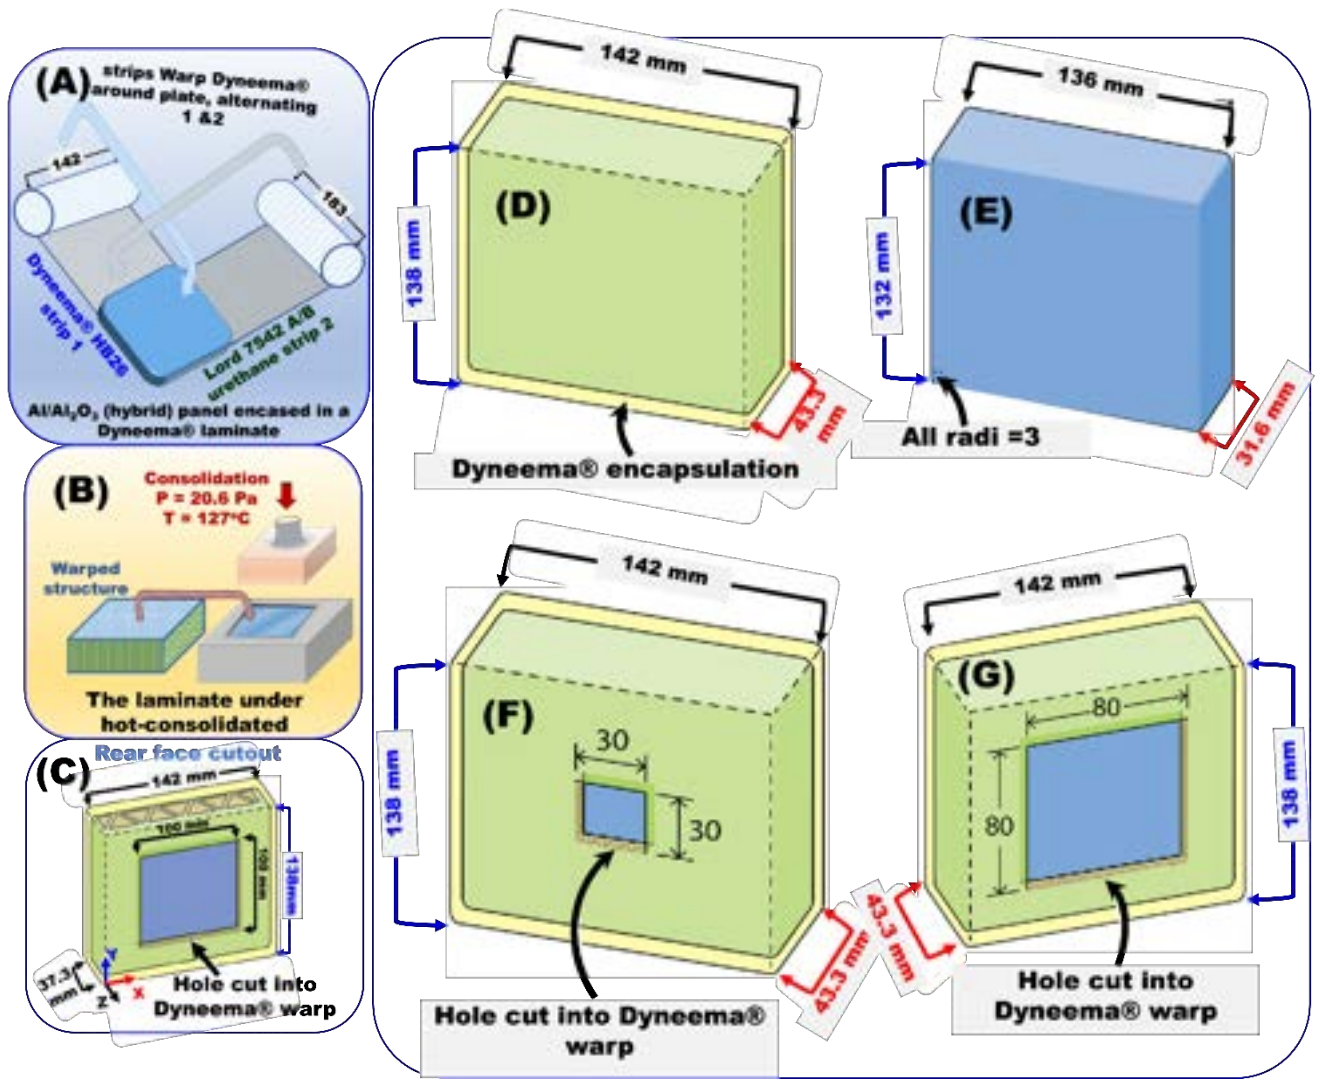 (A)
strips Warp Dyneema®
around plate, alternating
1 &2
142
183
Dyneema® HB26
strip 1
Lord 7542 A/B
urethane strip 2
Al/Al₂O₃ (hybrid) panel encased in a
Dyneema® laminate
(B)
Consolidation
P = 20.6 Pa
T = 127°C
Warped
structure
The laminate under
hot-consolidated
(C)
Rear face cutout
142 mm
100 mm
100 mm
138mm
37.3
mm
Y
X
Z
Hole cut into
Dyneema® warp
142 mm
(D)
138 mm
43.3
mm
Dyneema® encapsulation
136 mm
(E)
132 mm
31.6 mm
All radi =3
142 mm
(F)
138 mm
30
30
43.3 mm
Hole cut into Dyneema®
warp
142 mm
(G)
80
80
138 mm
43.3 mm
Hole cut into
Dyneema® warp